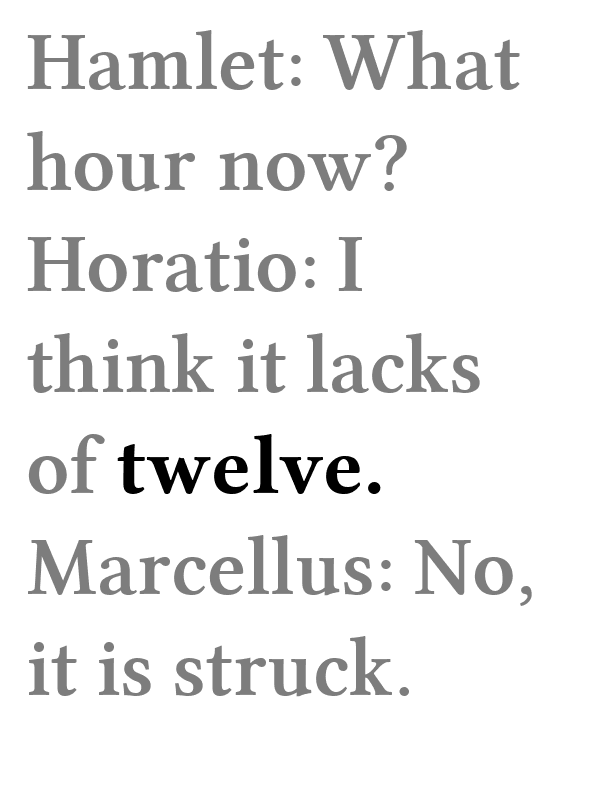 Hamlet: What
hour now?
Horatio: I
think it lacks
of twelve.
Marcellus: No,
it is struck.